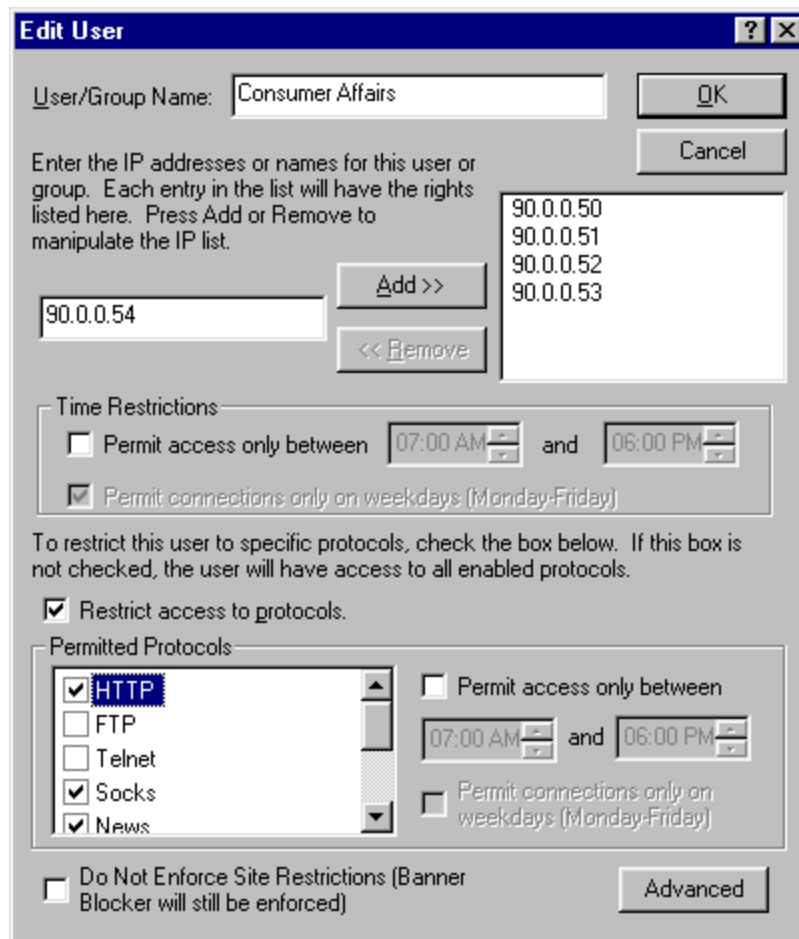 Edit User
User/Group Name:
Consumer Affairs
OK
Cancel
Enter the IP addresses or names for this user or
group. Each entry in the list will have the rights
listed here. Press Add or Remove to
manipulate the IP list.
90.0.0.50
90.0.0.51
90.0.0.52
90.0.0.53
90.0.0.54
Add >>
<< Remove
Time Restrictions
Permit access only between 07:00 AM and 06:00 PM
Permit connections only on weekdays (Monday-Friday)
To restrict this user to specific protocols, check the box below. If this box is
not checked, the user will have access to all enabled protocols.
Restrict access to protocols.
Permitted Protocols
HTTP
FTP
Telnet
Socks
News
Permit access only between
07:00 AM and 06:00 PM
Permit connections only on
weekdays (Monday-Friday)
Do Not Enforce Site Restrictions (Banner
Blocker will still be enforced)
Advanced